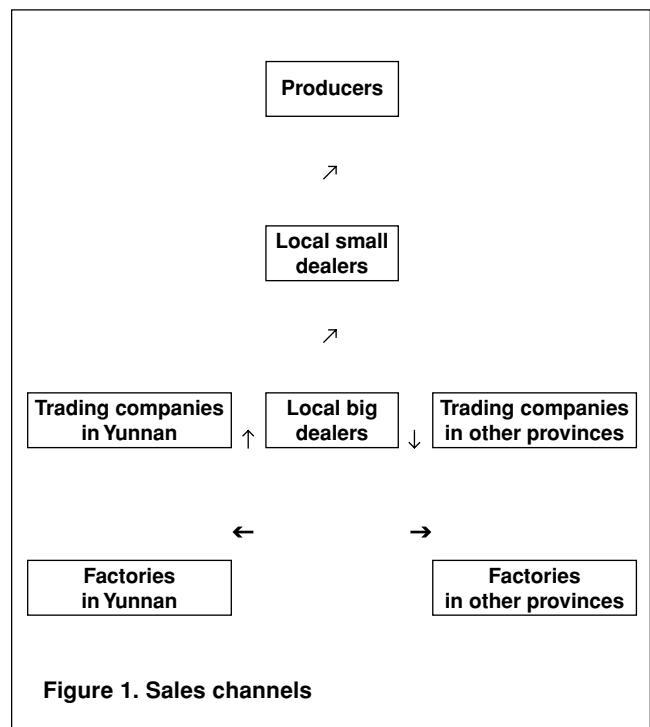 Producers
↗
Local small
dealers
↗
Trading companies
in Yunnan
↑
Local big
dealers
↓
Trading companies
in other provinces
← →
Factories
in Yunnan
Factories
in other provinces
Figure 1. Sales channels